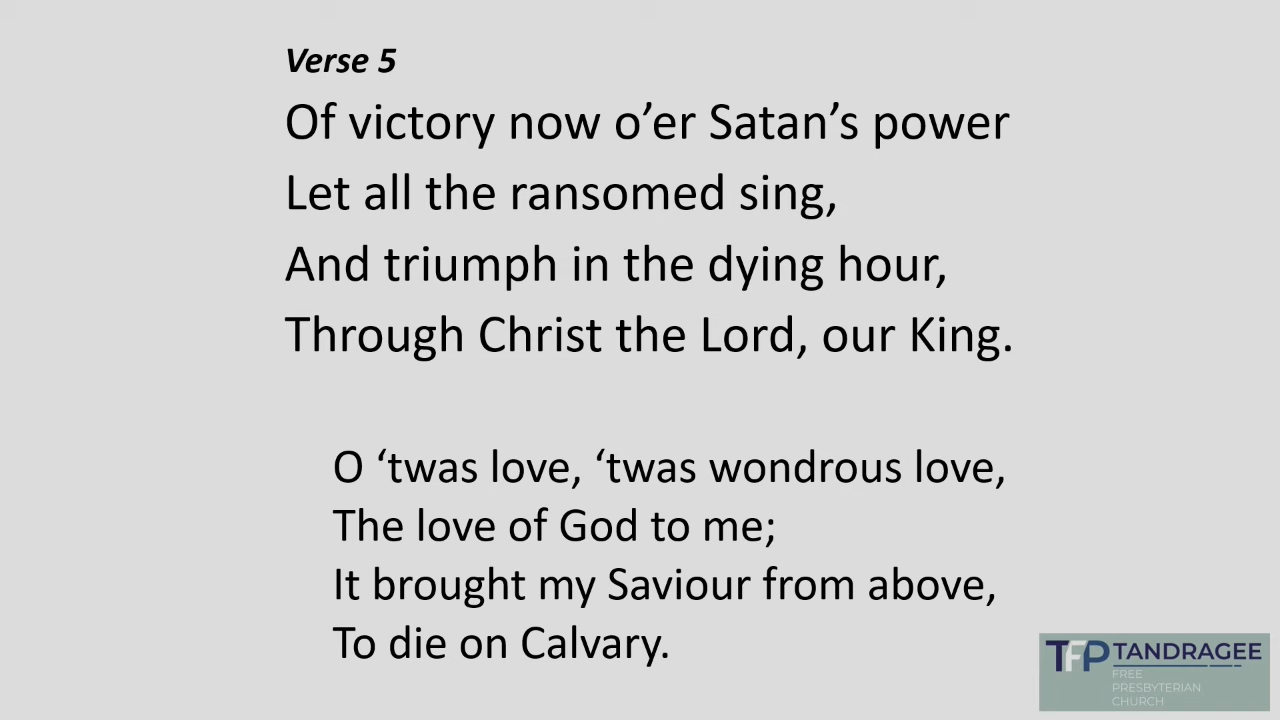 Verse 5
Of victory now o’er Satan’s power
Let all the ransomed sing,
And triumph in the dying hour,
Through Christ the Lord, our King.
O ‘twas love, ‘twas wondrous love,
The love of God to me;
It brought my Saviour from above,
To die on Calvary.
TFP TANDRAGEE
FREE
PRESBYTERIAN
CHURCH